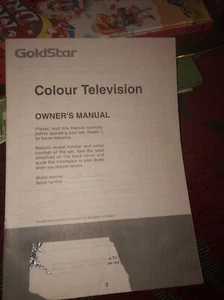 GoldStar
Colour Television
OWNER'S MANUAL
Please read this manual carefully
before operating your set. Retain it
for future reference.
Record model number and serial
number of the set. See the label
attached on the back cover and
quote this information to your dealer
when you require service.
Model number :
Serial number :
TV